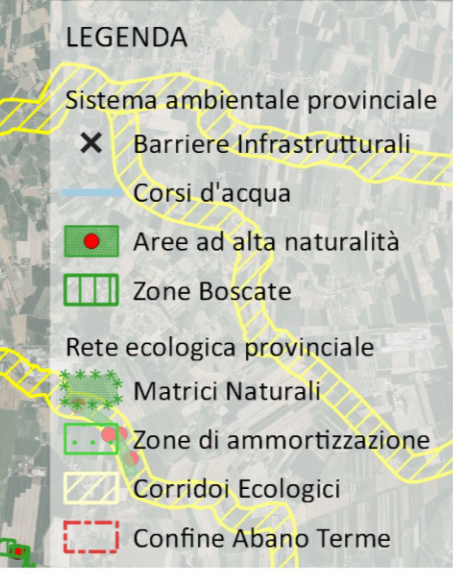 LEGENDA
Sistema ambientale provinciale
Barriere Infrastrutturali
Corsi d'acqua
Aree ad alta naturalità
Zone Boscate
Rete ecologica provinciale
Matrici Naturali
Zone di ammortizzazione
Corridoi Ecologici
Confine Abano Terme